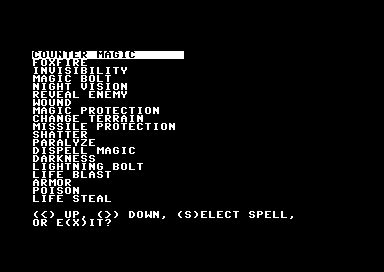 COUNTER MAGIC
FOXFIRE
INVISIBILITY
MAGIC BOLT
NIGHT VISION
REVEAL ENEMY
WOUND
MAGIC PROTECTION
CHANGE TERRAIN
MISSILE PROTECTION
SHATTER
PARALYZE
DISPELL MAGIC
DARKNESS
LIGHTNING BOLT
LIFE BLAST
ARMOR
POISON
LIFE STEAL
(<) UP, (>) DOWN, (S)ELECT SPELL,
OR E(X)IT?